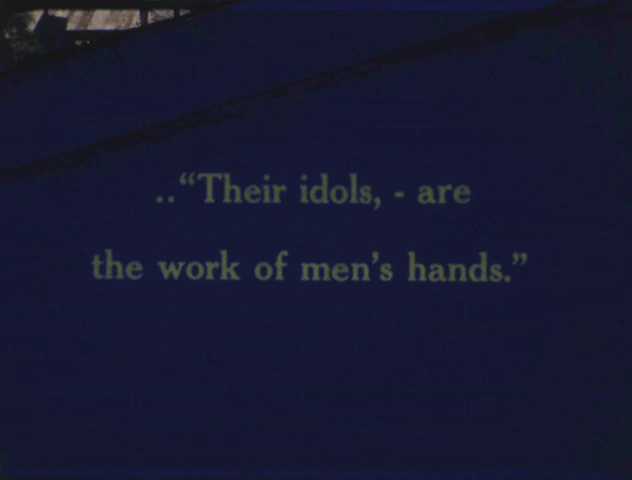 .."Their idols, - are
the work of men's hands."